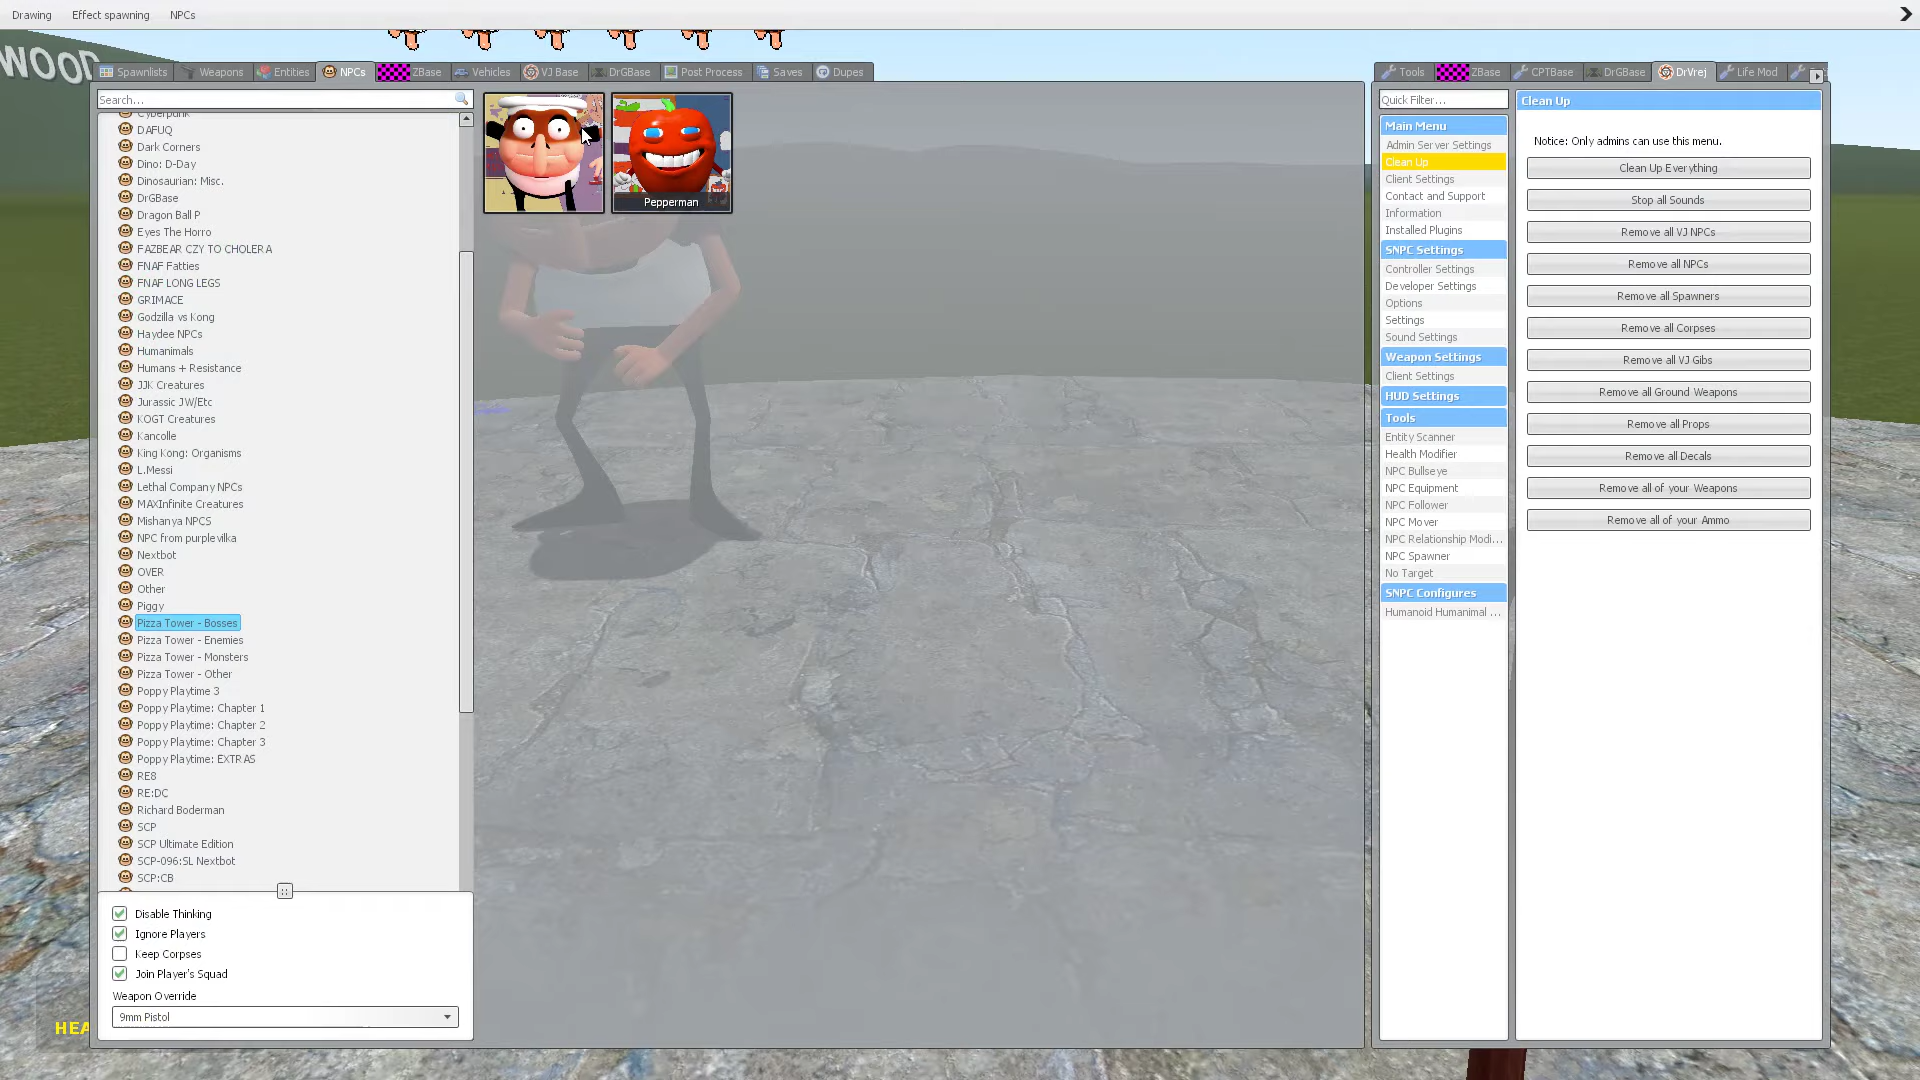 Drawing
Effect spawning
NPCs
WOOD
Spawnlists
Weapons
Entities
NPCs
ZBase
Vehicles
VJ Base
DrGBase
Post Process
Saves
Dupes
Tools
ZBase
CPTBase
DrGBase
DrVrej
Life Mod
Search...
Cyberpunk
DAFUQ
Dark Corners
Dino: D-Day
Dinosaurian: Misc.
DrGBase
Dragon Ball P
Eyes The Horro
FAZBEAR CZY TO CHOLERA
FNAF Fatties
FNAF LONG LEGS
GRIMACE
Godzilla vs Kong
Haydee NPCs
Humanimals
Humans + Resistance
JJK Creatures
Jurassic JW/Etc
KOGT Creatures
Kancolle
King Kong: Organisms
L.Messi
Lethal Company NPCs
MAXInfinite Creatures
Mishanya NPCS
NPC from purplevilka
Nextbot
OVER
Other
Piggy
Pizza Tower - Bosses
Pizza Tower - Enemies
Pizza Tower - Monsters
Pizza Tower - Other
Poppy Playtime 3
Poppy Playtime: Chapter 1
Poppy Playtime: Chapter 2
Poppy Playtime: Chapter 3
Poppy Playtime: EXTRAS
RE8
RE:DC
Richard Boderman
SCP
SCP Ultimate Edition
SCP-096:SL Nextbot
SCP:CB
Disable Thinking
Ignore Players
Keep Corpses
Join Player's Squad
Weapon Override
9mm Pistol
HEA
Pepperman
Quick Filter...
Main Menu
Admin Server Settings
Clean Up
Client Settings
Contact and Support
Information
Installed Plugins
SNPC Settings
Controller Settings
Developer Settings
Options
Settings
Sound Settings
Weapon Settings
Client Settings
HUD Settings
Tools
Entity Scanner
Health Modifier
NPC Bullseye
NPC Equipment
NPC Follower
NPC Mover
NPC Relationship Modi...
NPC Spawner
No Target
SNPC Configures
Humanoid Humanimal ...
Clean Up
Notice: Only admins can use this menu.
Clean Up Everything
Stop all Sounds
Remove all VJ NPCs
Remove all NPCs
Remove all Spawners
Remove all Corpses
Remove all VJ Gibs
Remove all Ground Weapons
Remove all Props
Remove all Decals
Remove all of your Weapons
Remove all of your Ammo